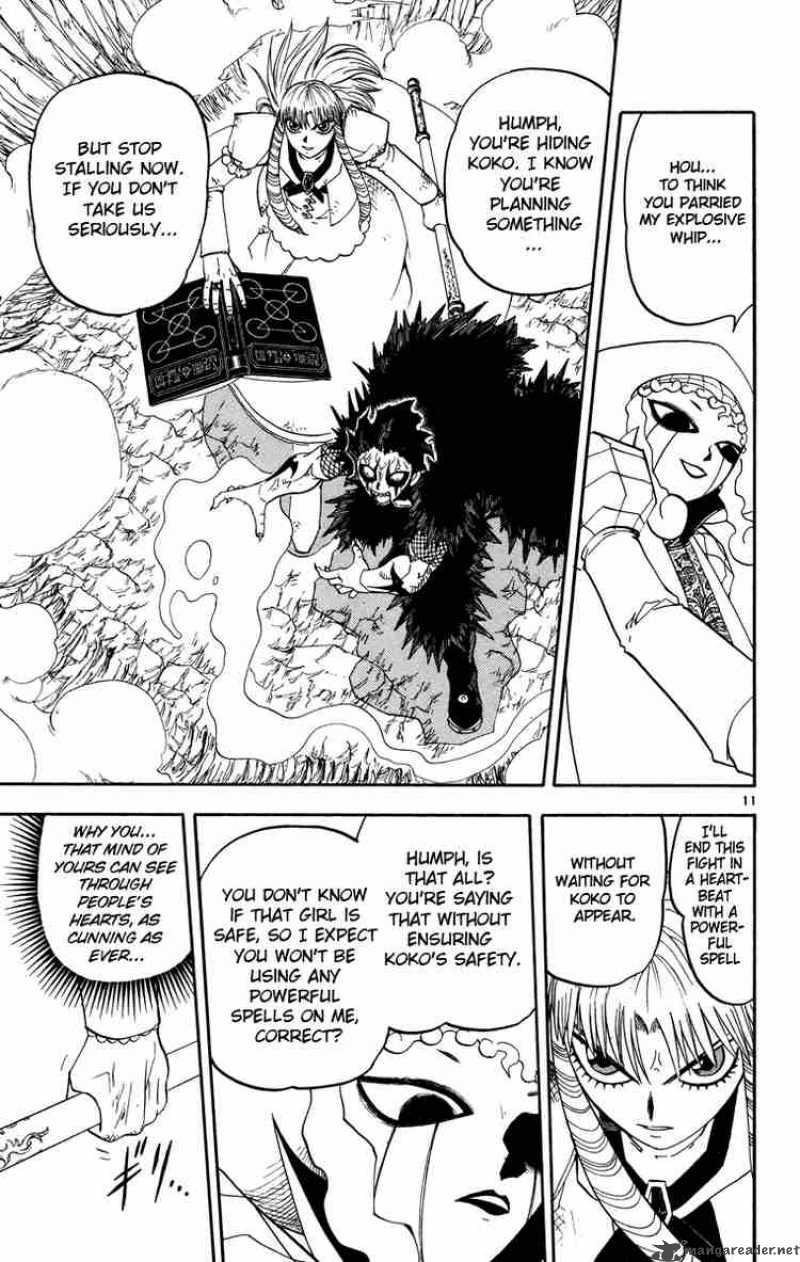 HOU...
TO THINK
YOU PARRIED
MY EXPLOSIVE
WHIP...
HUMPH,
YOU'RE HIDING
KOKO. I KNOW
YOU'RE
PLANNING
SOMETHING
...
BUT STOP
STALLING NOW.
IF YOU DON'T
TAKE US
SERIOUSLY...
11
I'LL
END THIS
FIGHT IN
A HEART-
BEAT
WITH A
POWER-
FUL
SPELL
WITHOUT
WAITING FOR
KOKO TO
APPEAR.
HUMPH, IS
THAT ALL?
YOU'RE SAYING
THAT WITHOUT
ENSURING
KOKO'S SAFETY.
YOU DON'T KNOW
IF THAT GIRL IS
SAFE, SO I EXPECT
YOU WON'T BE
USING ANY
POWERFUL
SPELLS ON ME,
CORRECT?
WHY YOU...
THAT MIND OF
YOURS CAN SEE
THROUGH
PEOPLE'S
HEARTS, AS
CUNNING AS
EVER...
ギリ...
mangareader.net